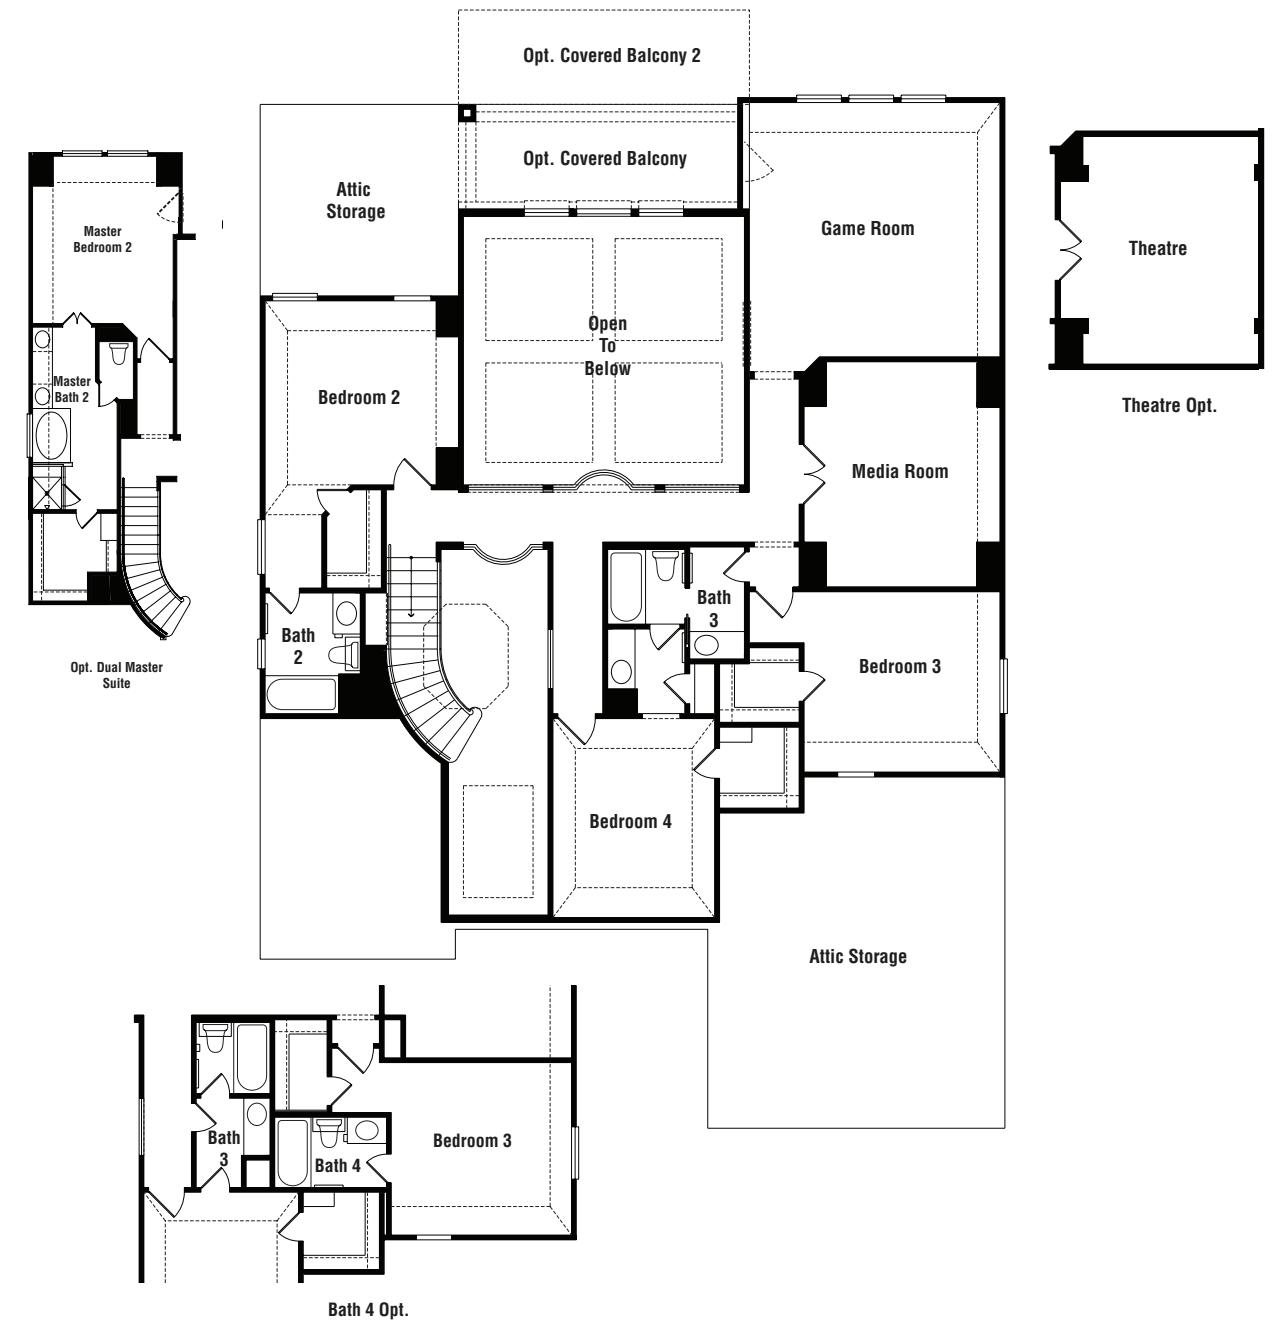 Opt. Covered Balcony 2
Opt. Covered Balcony
Attic
Storage
Game Room
Master
Bedroom 2
Theatre
Open
To
Below
Master
Bath 2
Bedroom 2
Theatre Opt.
Media Room
Bath
3
Bath
2
Bedroom 3
Opt. Dual Master
Suite
Bedroom 4
Attic Storage
Bath
3
Bedroom 3
Bath 4
Bath 4 Opt.